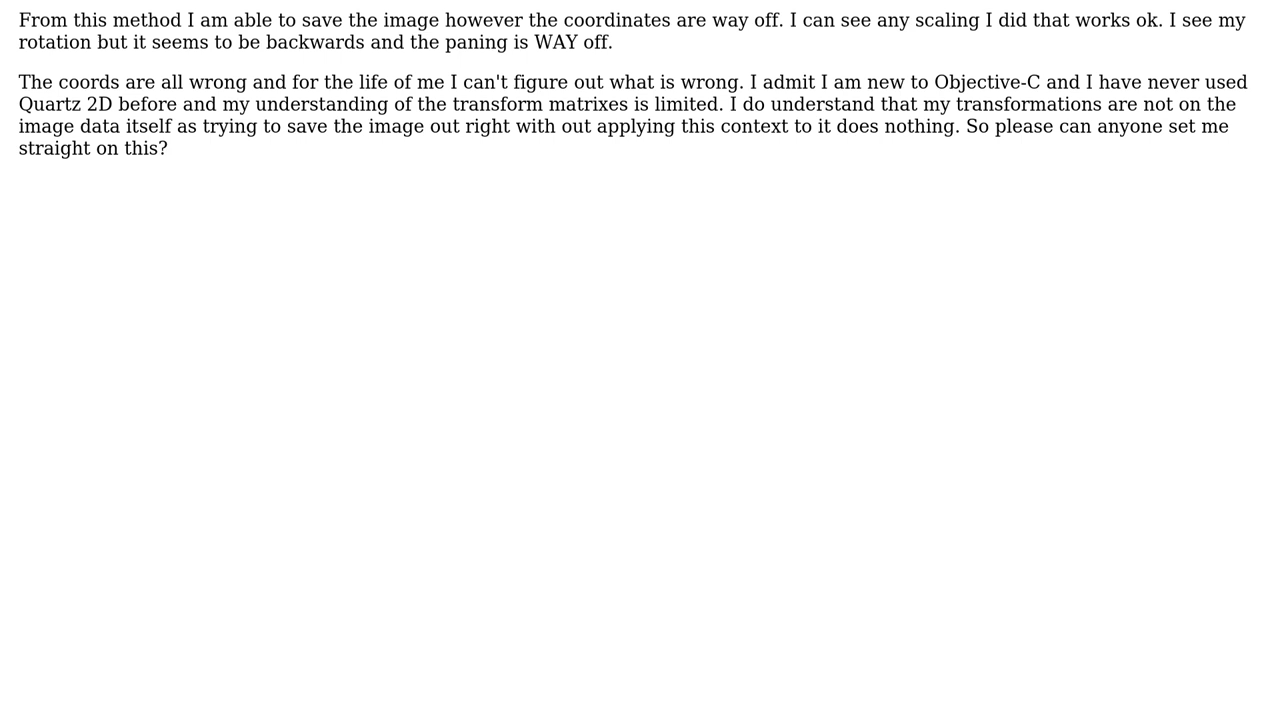 From this method I am able to save the image however the coordinates are way off. I can see any scaling I did that works ok. I see my
rotation but it seems to be backwards and the paning is WAY off.
The coords are all wrong and for the life of me I can't figure out what is wrong. I admit I am new to Objective-C and I have never used
Quartz 2D before and my understanding of the transform matrixes is limited. I do understand that my transformations are not on the
image data itself as trying to save the image out right with out applying this context to it does nothing. So please can anyone set me
straight on this?